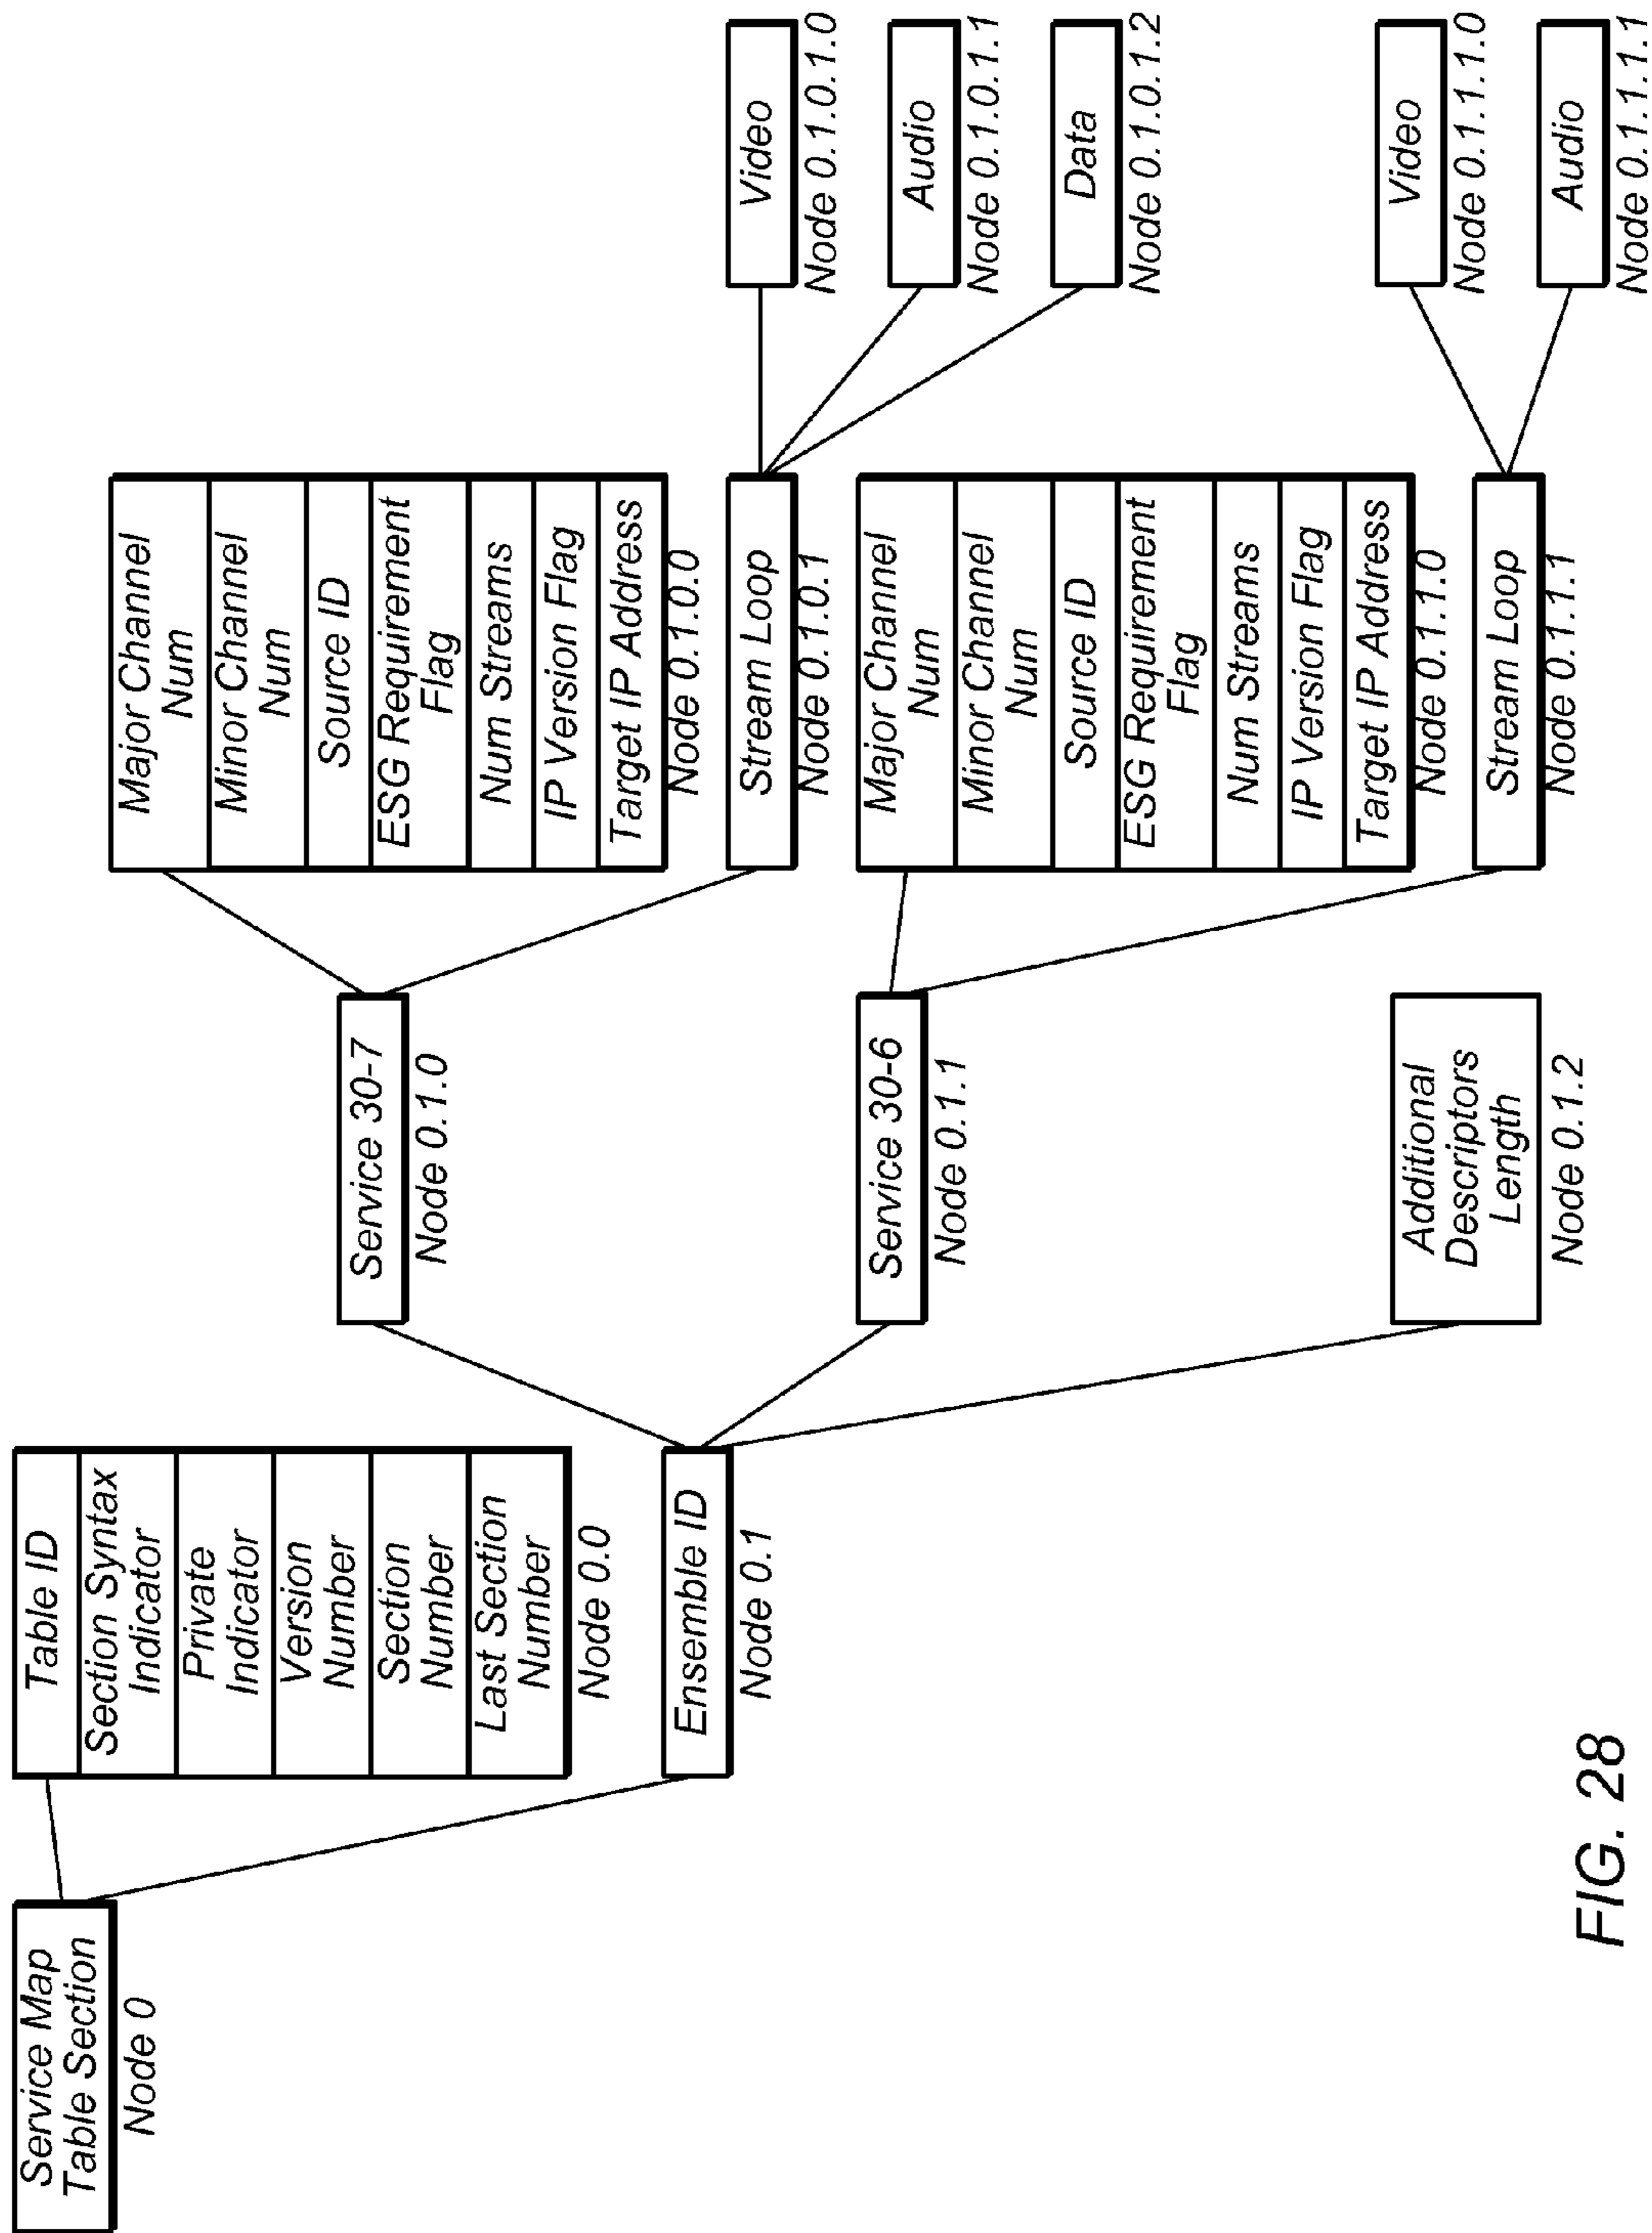 Service Map
Table Section
Node 0
Table ID
Section Syntax
Indicator
Private
Indicator
Version
Number
Section
Number
Last Section
Number
Node 0.0
Ensemble ID
Node 0.1
Service 30-7
Node 0.1.0
Service 30-6
Node 0.1.1
Additional
Descriptors
Length
Node 0.1.2
Major Channel
Num
Minor Channel
Num
Source ID
ESG Requirement
Flag
Num Streams
IP Version Flag
Target IP Address
Node 0.1.0.0
Stream Loop
Node 0.1.0.1
Major Channel
Num
Minor Channel
Num
Source ID
ESG Requirement
Flag
Num Streams
IP Version Flag
Target IP Address
Node 0.1.1.0
Stream Loop
Node 0.1.1.1
Video
Node 0.1.0.1.0
Audio
Node 0.1.0.1.1
Data
Node 0.1.0.1.2
Video
Node 0.1.1.1.0
Audio
Node 0.1.1.1.1
FIG. 28